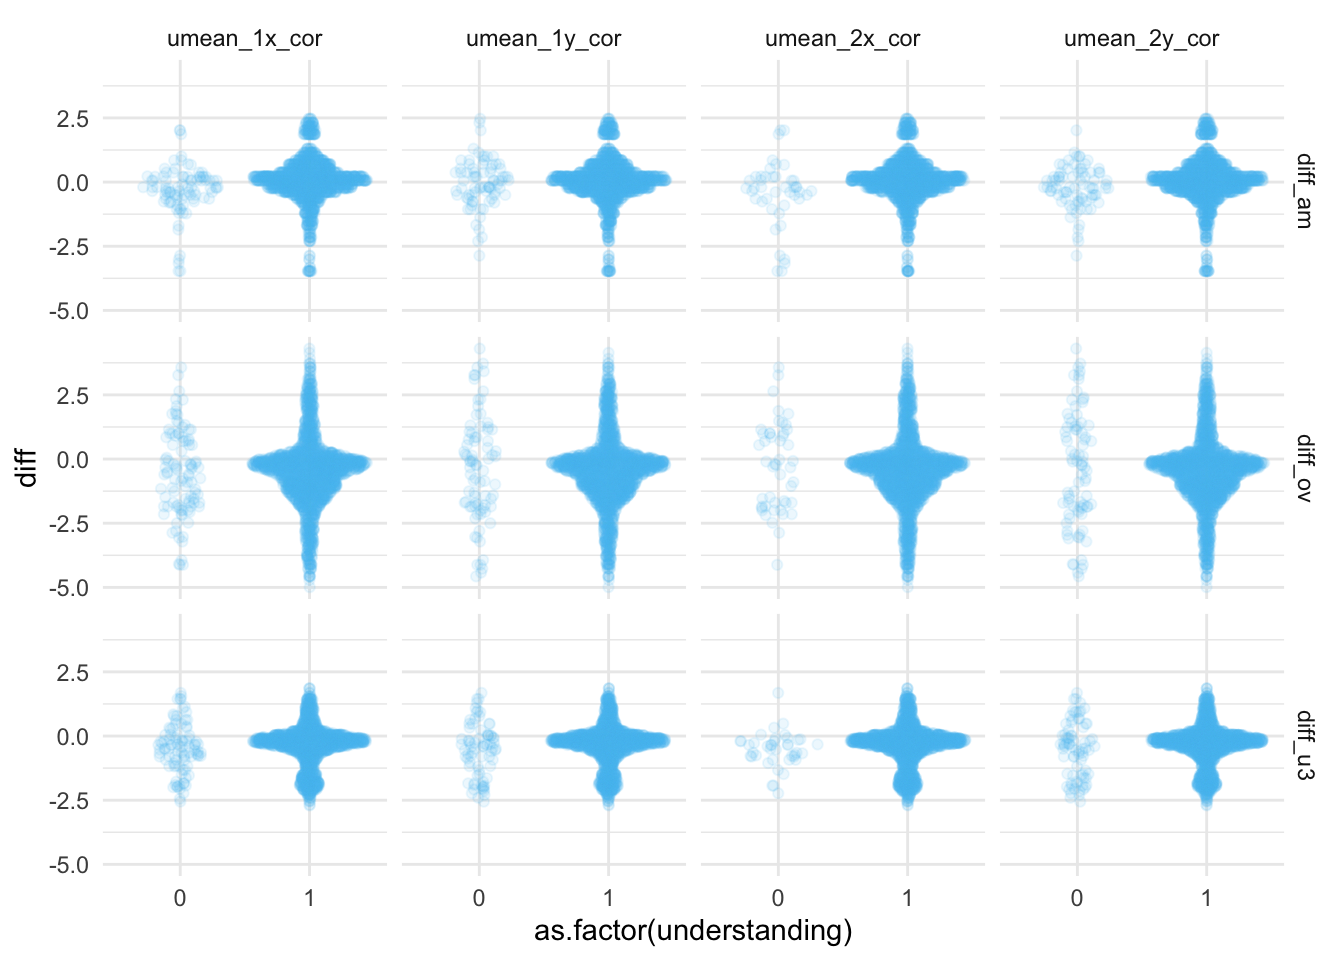 umean_1x_cor umean_1y_cor umean_2x_cor umean_2y_cor
2.5
0.0
-2.5
-5.0
diff_am
2.5
0.0
-2.5
-5.0
diff_ov
diff
2.5
0.0
-2.5
-5.0
diff_u3
0 1 0 1 0 1 0 1
as.factor(understanding)